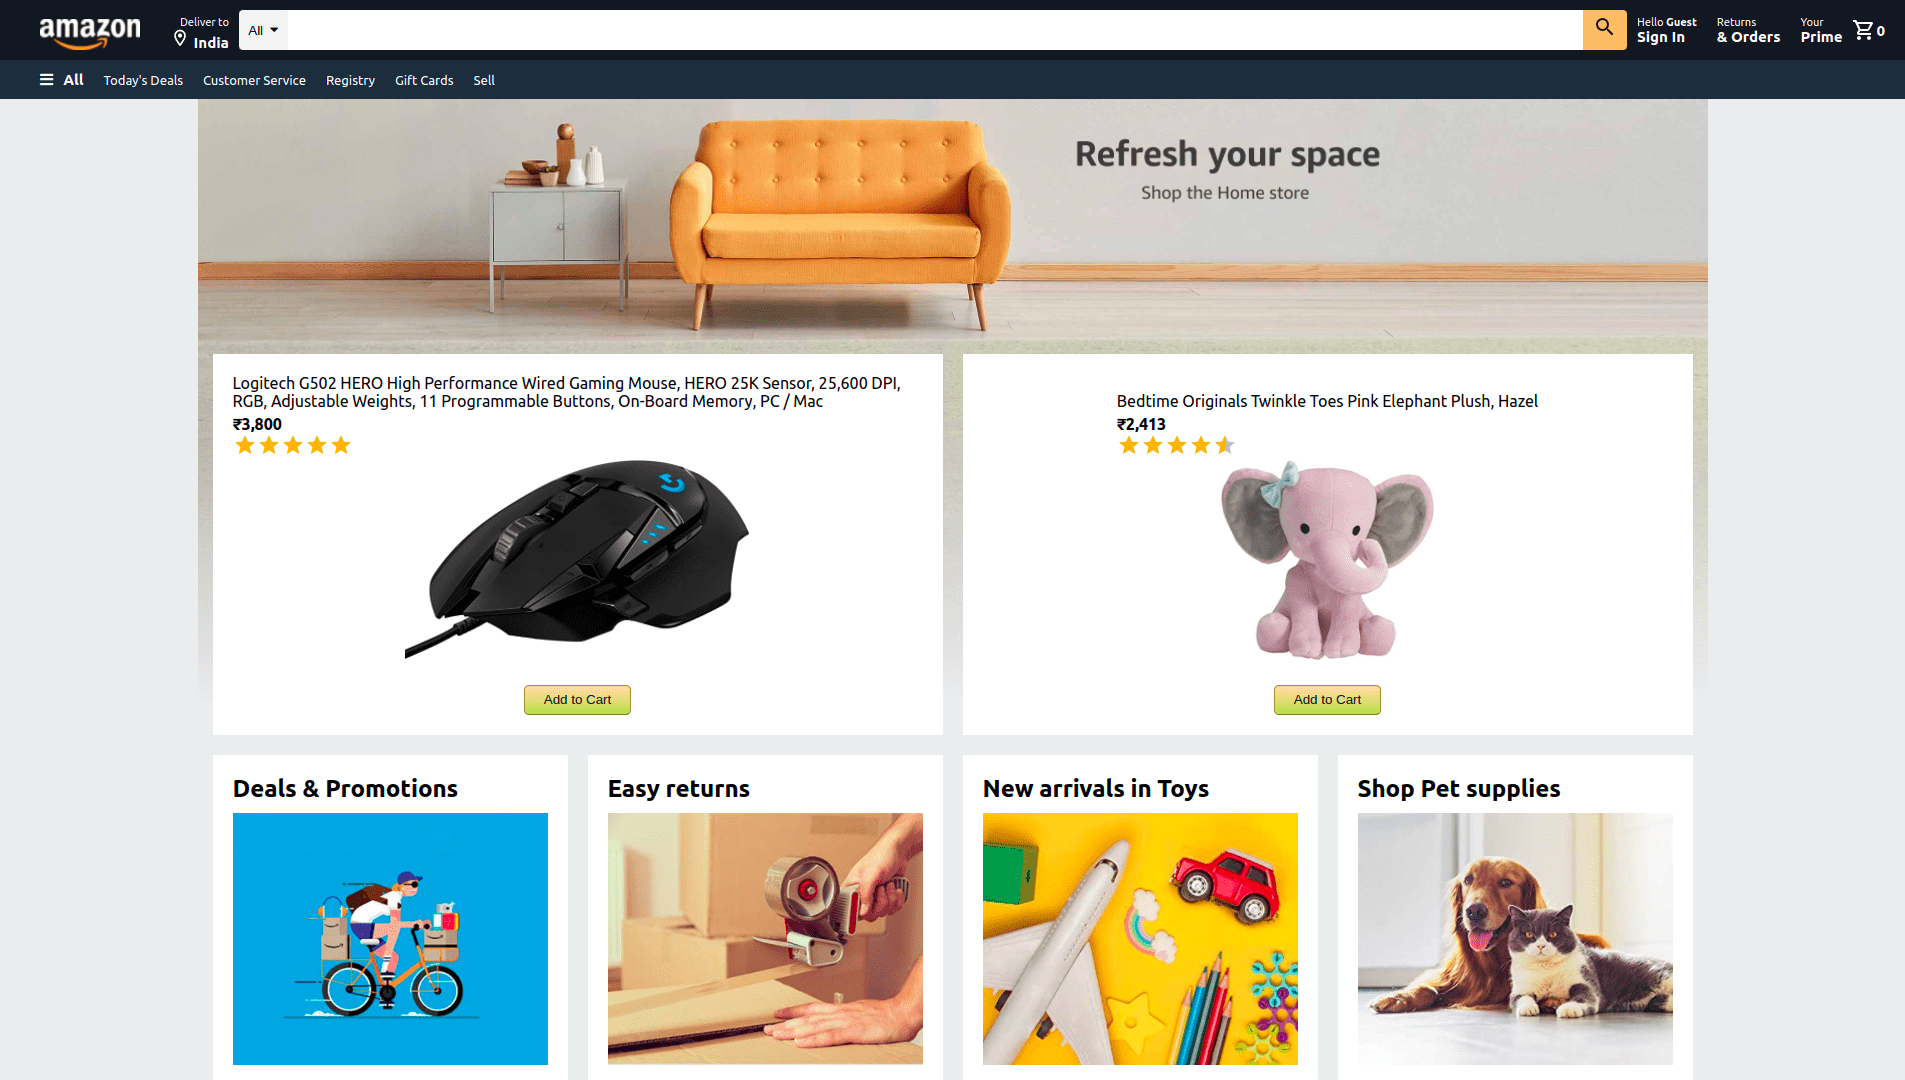 amazon
Deliver to
India
All
Hello Guest
Sign In
Returns
& Orders
Your
Prime
0
All
Today's Deals
Customer Service
Registry
Gift Cards
Sell
Refresh your space
Shop the Home store
Logitech G502 HERO High Performance Wired Gaming Mouse, HERO 25K Sensor, 25,600 DPI,
RGB, Adjustable Weights, 11 Programmable Buttons, On-Board Memory, PC / Mac
₹3,800
Add to Cart
Bedtime Originals Twinkle Toes Pink Elephant Plush, Hazel
₹2,413
Add to Cart
Deals & Promotions
Easy returns
New arrivals in Toys
Shop Pet supplies